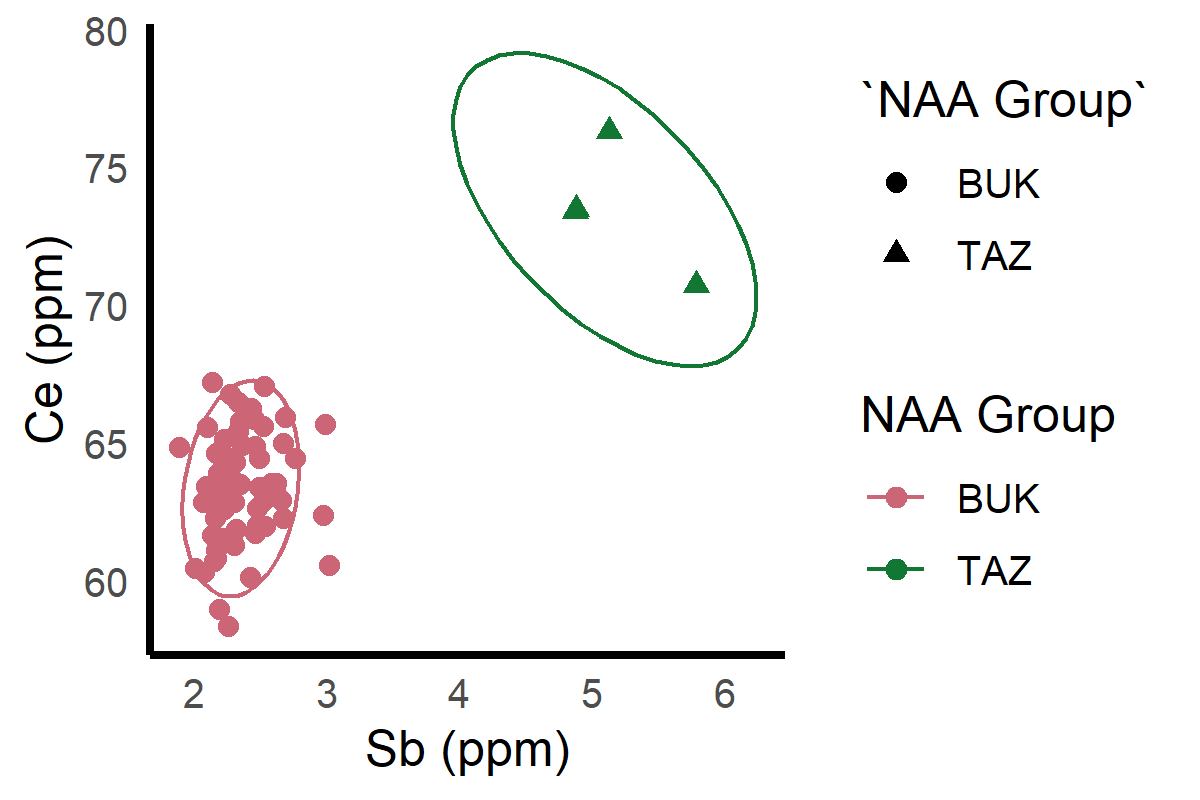 80
75
70
65
60
Ce (ppm)
2 3 4 5 6
Sb (ppm)
`NAA Group`
BUK
TAZ
NAA Group
BUK
TAZ